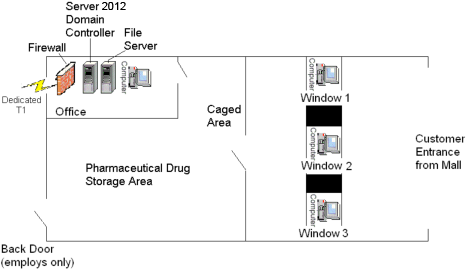 Server 2012
Domain
Controller
File
Server
Firewall
Computer
Dedicated
T1
Office
Caged
Area
Computer
Window 1
Computer
Window 2
Computer
Window 3
Customer
Entrance
from Mall
Pharmaceutical Drug
Storage Area
Back Door
(employs only)